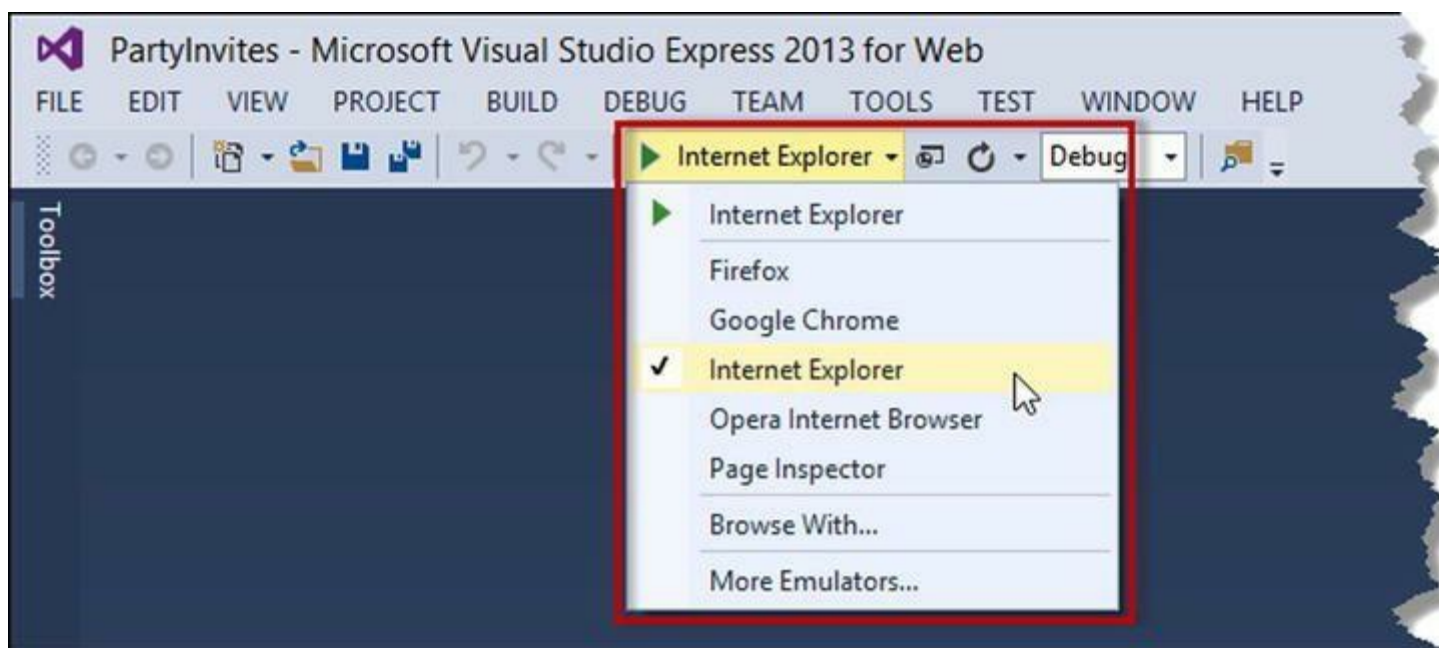 PartyInvites - Microsoft Visual Studio Express 2013 for Web
FILE EDIT VIEW PROJECT BUILD DEBUG TEAM TOOLS TEST WINDOW HELP
Internet Explorer Debug
Toolbox
Internet Explorer
Firefox
Google Chrome
Internet Explorer
Opera Internet Browser
Page Inspector
Browse With...
More Emulators...